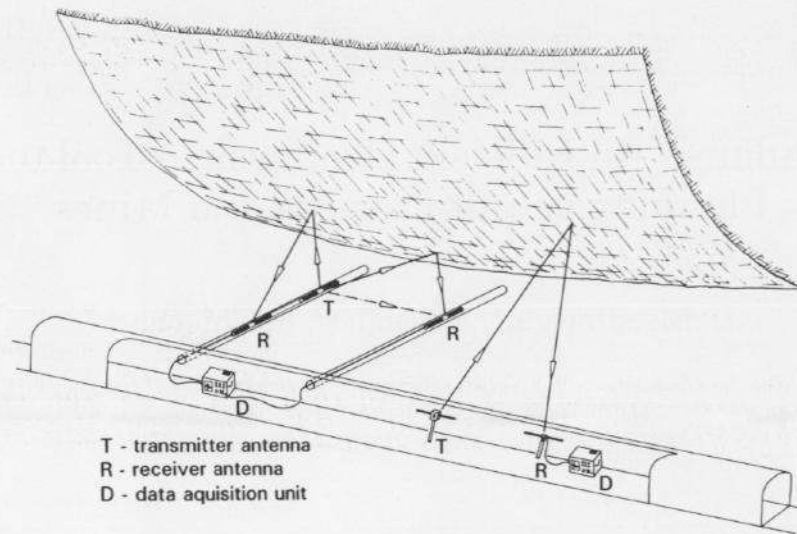 T
R
R
D
T
R
D
T - transmitter antenna
R - receiver antenna
D - data aquisition unit